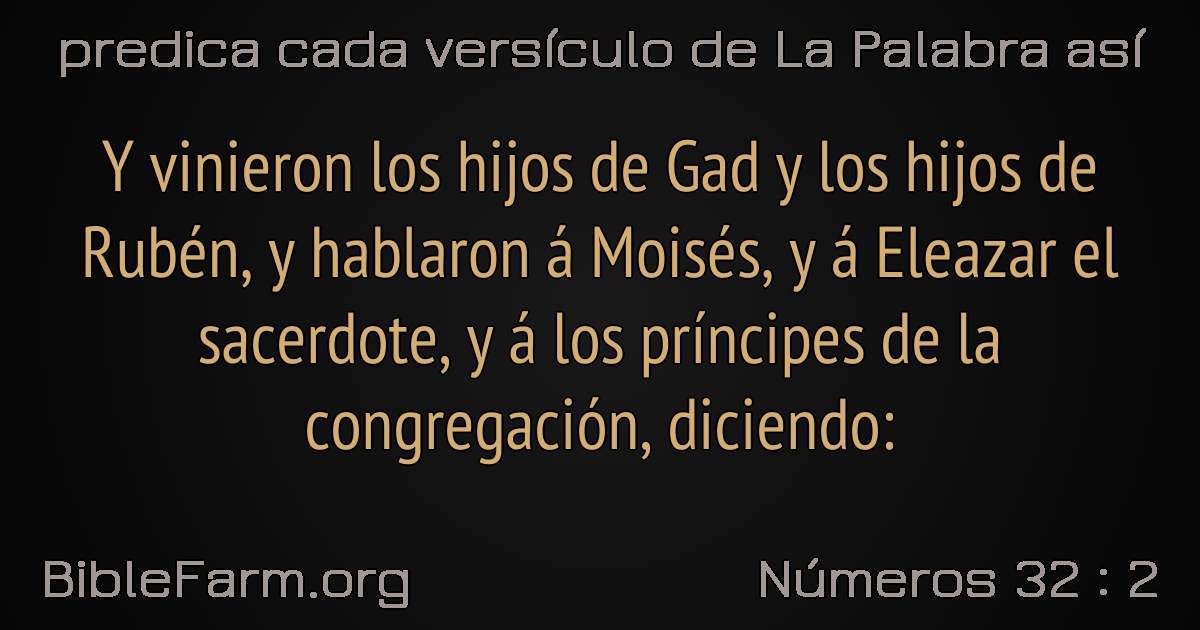 predica cada versículo de La Palabra así
Y vinieron los hijos de Gad y los hijos de
Rubén, y hablaron á Moisés, y á Eleazar el
sacerdote, y á los príncipes de la
congregación, diciendo:
BibleFarm.org
Números 32 : 2